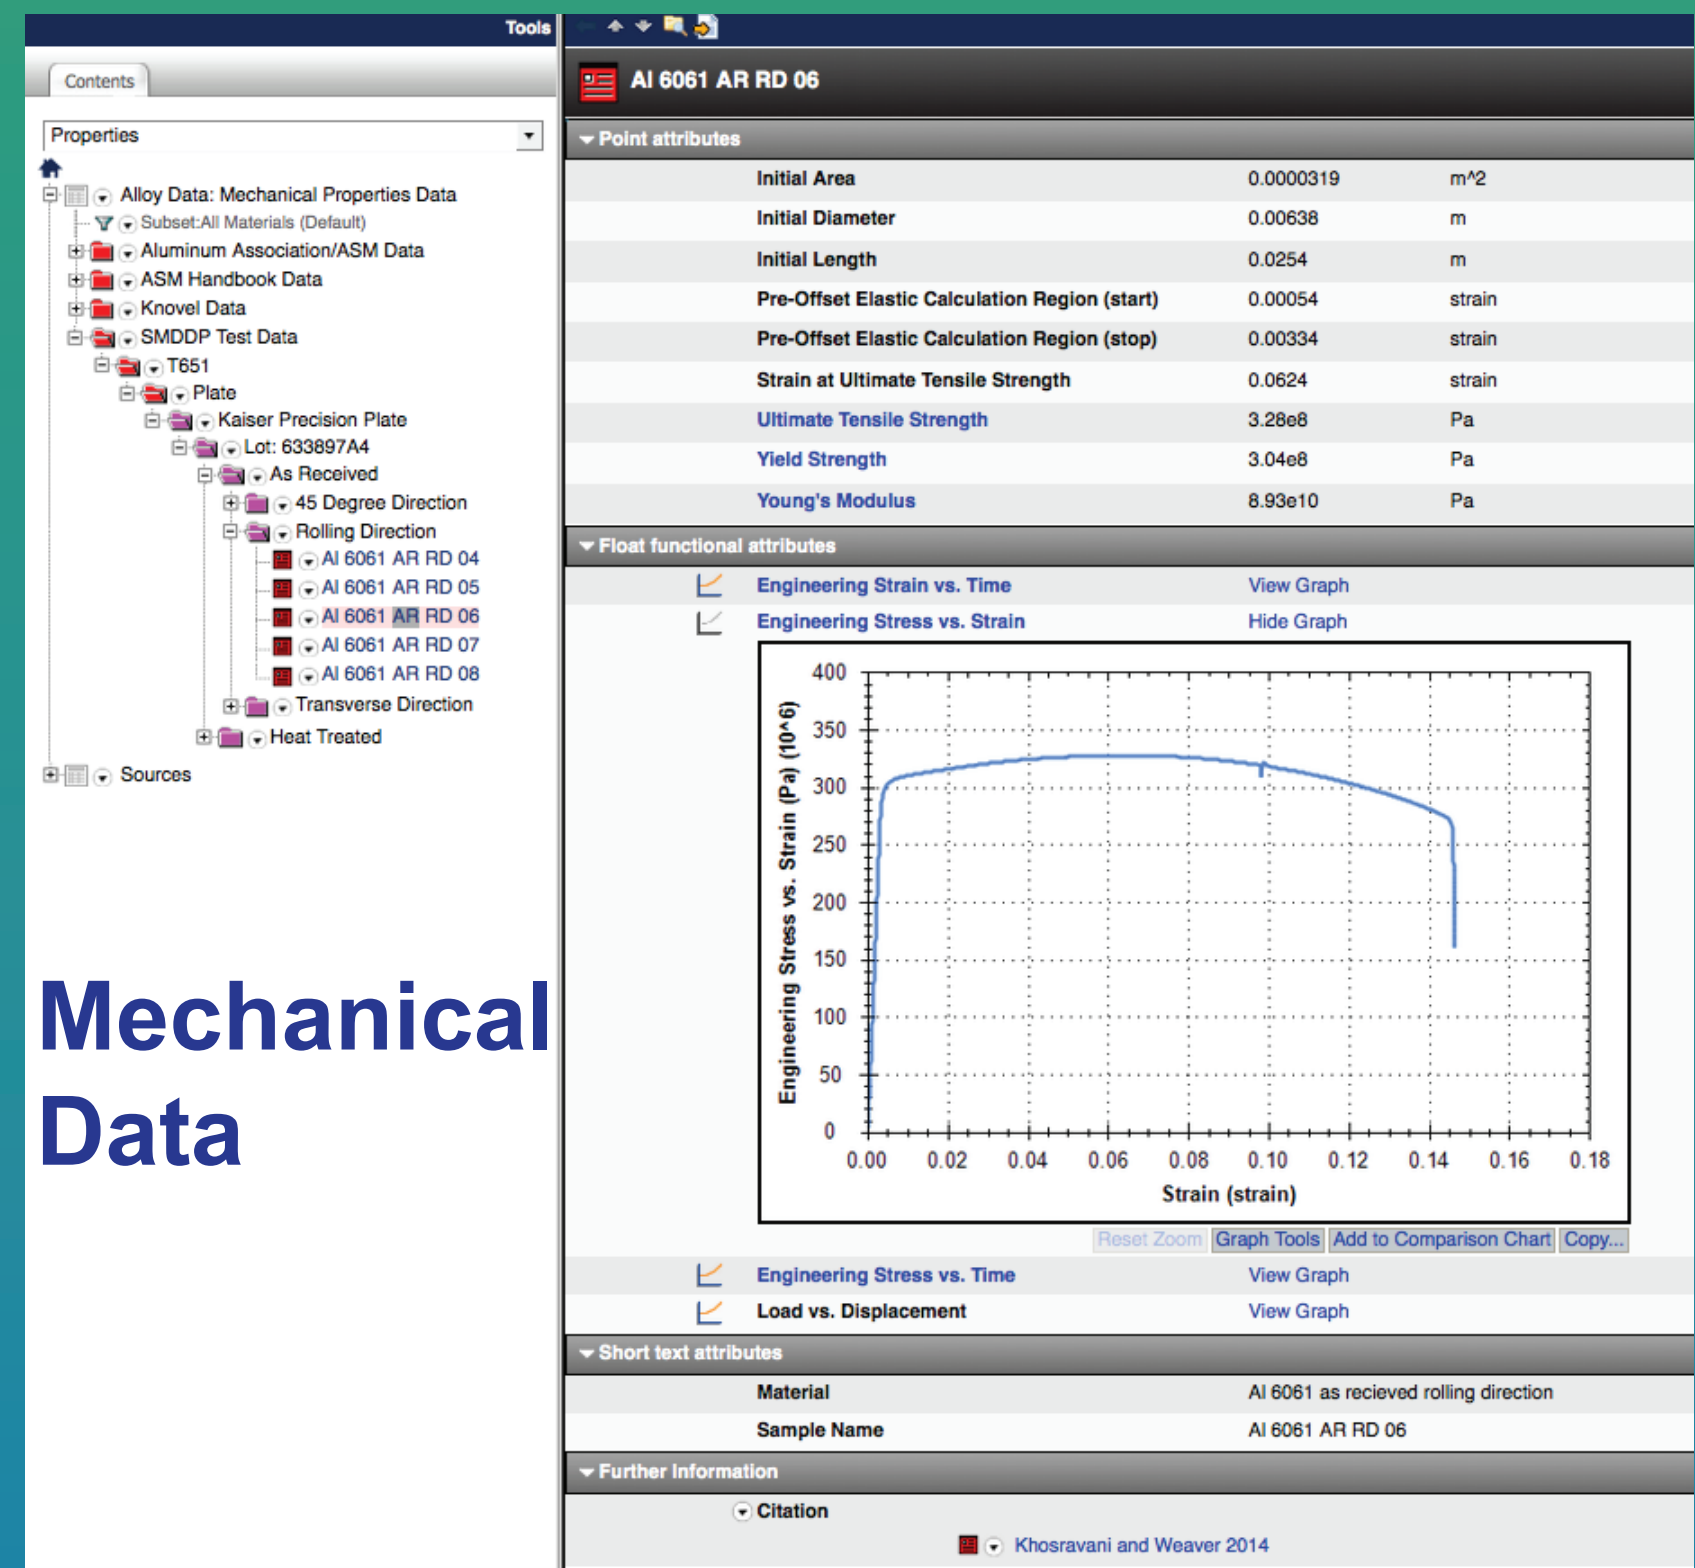 Tools
Contents
Properties
Alloy Data: Mechanical Properties Data
Subset:All Materials (Default)
Aluminum Association/ASM Data
ASM Handbook Data
Knovel Data
SMDDP Test Data
T651
Plate
Kaiser Precision Plate
Lot: 633897A4
As Received
45 Degree Direction
Rolling Direction
Al 6061 AR RD 04
Al 6061 AR RD 05
Al 6061 AR RD 06
Al 6061 AR RD 07
Al 6061 AR RD 08
Transverse Direction
Heat Treated
Sources
Mechanical
Data
Al 6061 AR RD 06
Point attributes
Initial Area 0.0000319 m^2
Initial Diameter 0.00638 m
Initial Length 0.0254 m
Pre-Offset Elastic Calculation Region (start) 0.00054 strain
Pre-Offset Elastic Calculation Region (stop) 0.00334 strain
Strain at Ultimate Tensile Strength 0.0624 strain
Ultimate Tensile Strength 3.28e8 Pa
Yield Strength 3.04e8 Pa
Young's Modulus 8.93e10 Pa
Float functional attributes
Engineering Strain vs. Time View Graph
Engineering Stress vs. Strain Hide Graph
Engineering Stress vs. Strain (Pa) (10^6)
400
350
300
250
200
150
100
50
0
0.00 0.02 0.04 0.06 0.08 0.10 0.12 0.14 0.16 0.18
Strain (strain)
Reset Zoom Graph Tools Add to Comparison Chart Copy...
Engineering Stress vs. Time View Graph
Load vs. Displacement View Graph
Short text attributes
Material Al 6061 as recieved rolling direction
Sample Name Al 6061 AR RD 06
Further Information
Citation
Khosravani and Weaver 2014